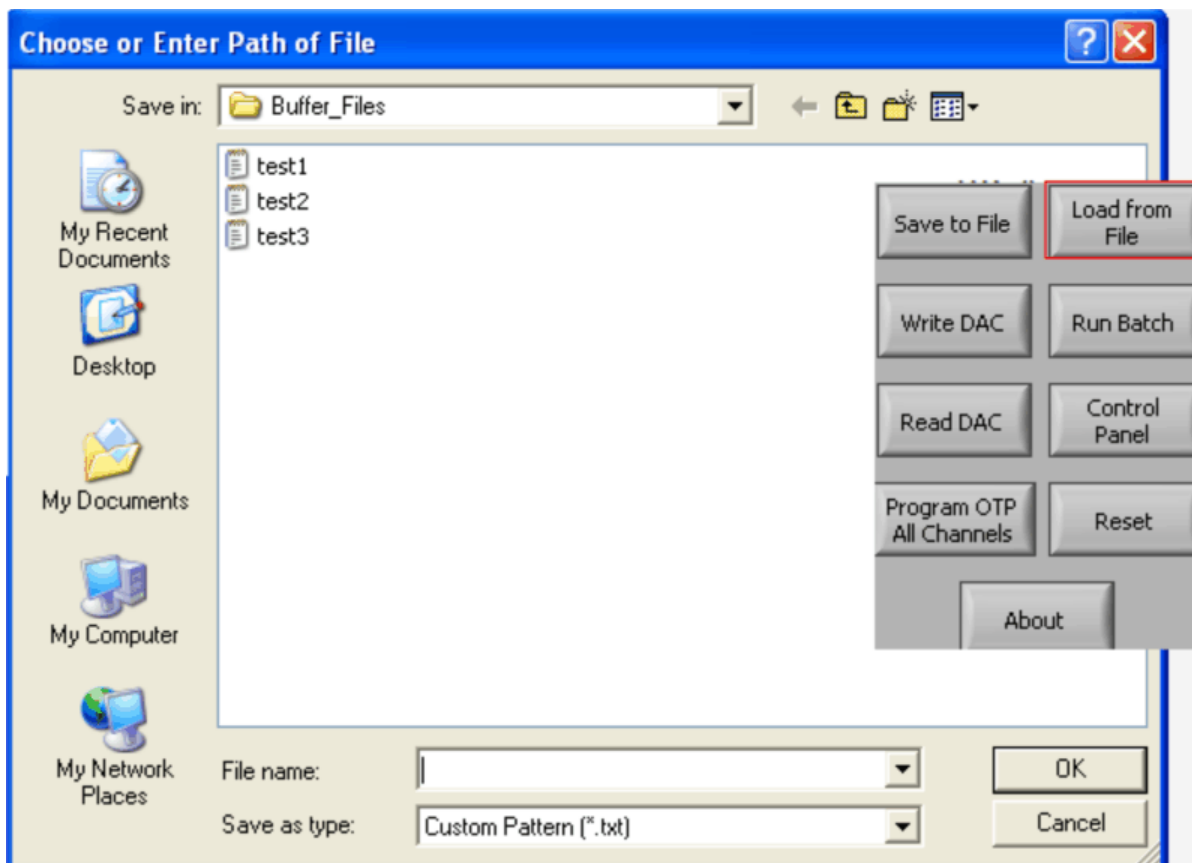 Choose or Enter Path of File
Save in:
Buffer_Files
test1
test2
test3
My Recent
Documents
Desktop
My Documents
My Computer
My Network
Places
Save to File
Load from
File
Write DAC
Run Batch
Read DAC
Control
Panel
Program OTP
All Channels
Reset
About
File name:
OK
Save as type:
Custom Pattern (*.txt)
Cancel